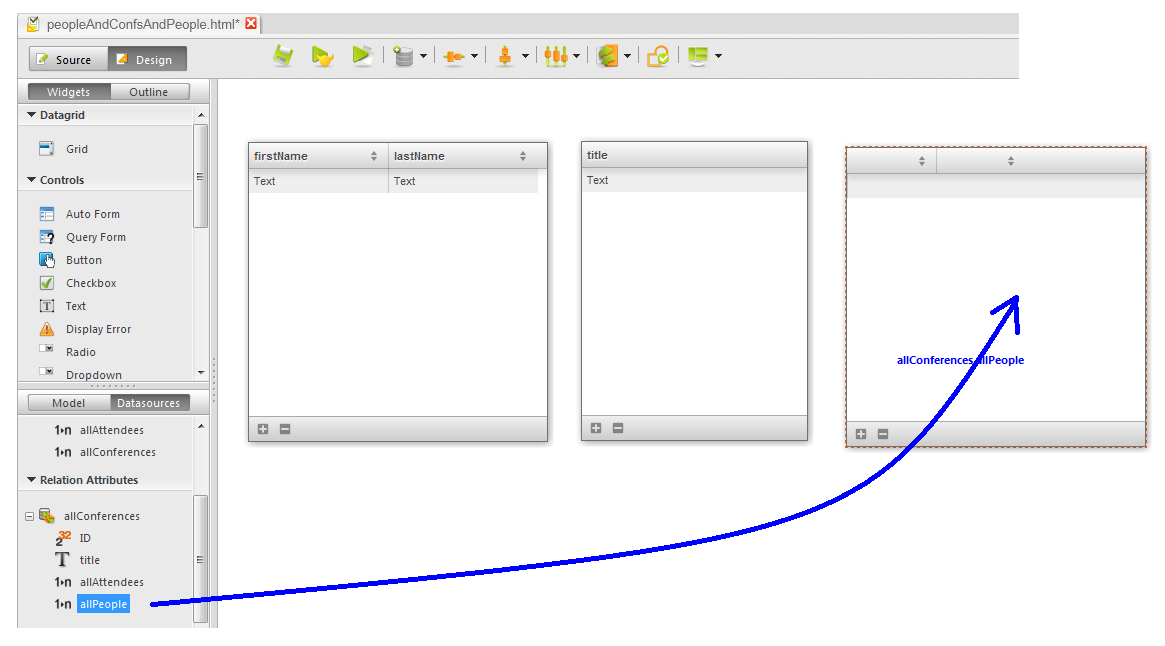 peopleAndConfsAndPeople.html*
Source Design
Widgets Outline
Datagrid
Grid
Controls
Auto Form
Query Form
Button
Checkbox
Text
Display Error
Radio
Dropdown
Model Datasources
1▸n allAttendees
1▸n allConferences
Relation Attributes
allConferences
2 32 ID
T title
1▸n allAttendees
1▸n allPeople
firstName lastName
Text Text
title
Text
allConferences.allPeople